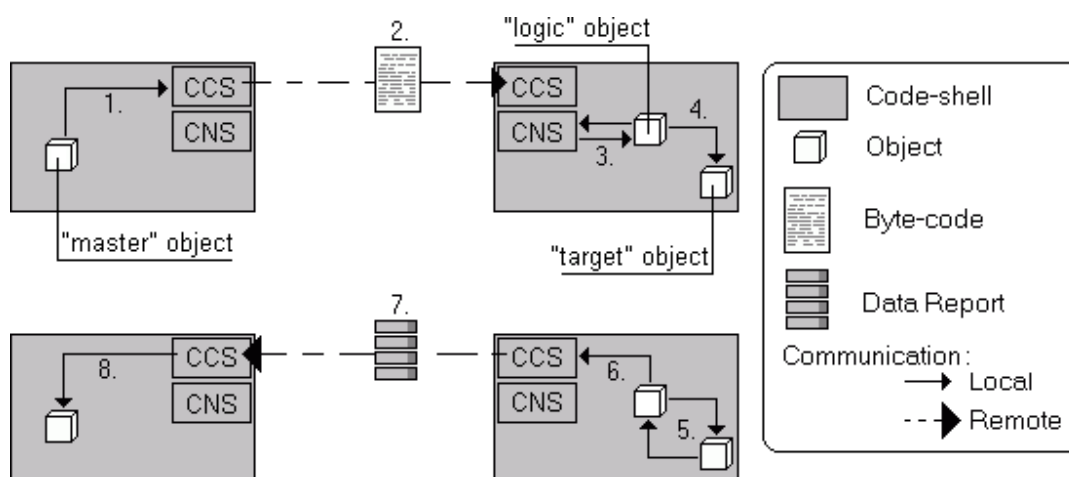 2.
"logic" object
CCS
CCS
1.
4.
CNS
CNS
3.
"master" object
"target" object
7.
CCS
CCS
8.
6.
CNS
CNS
5.
Code-shell
Object
Byte-code
Data Report
Communication:
Local
Remote